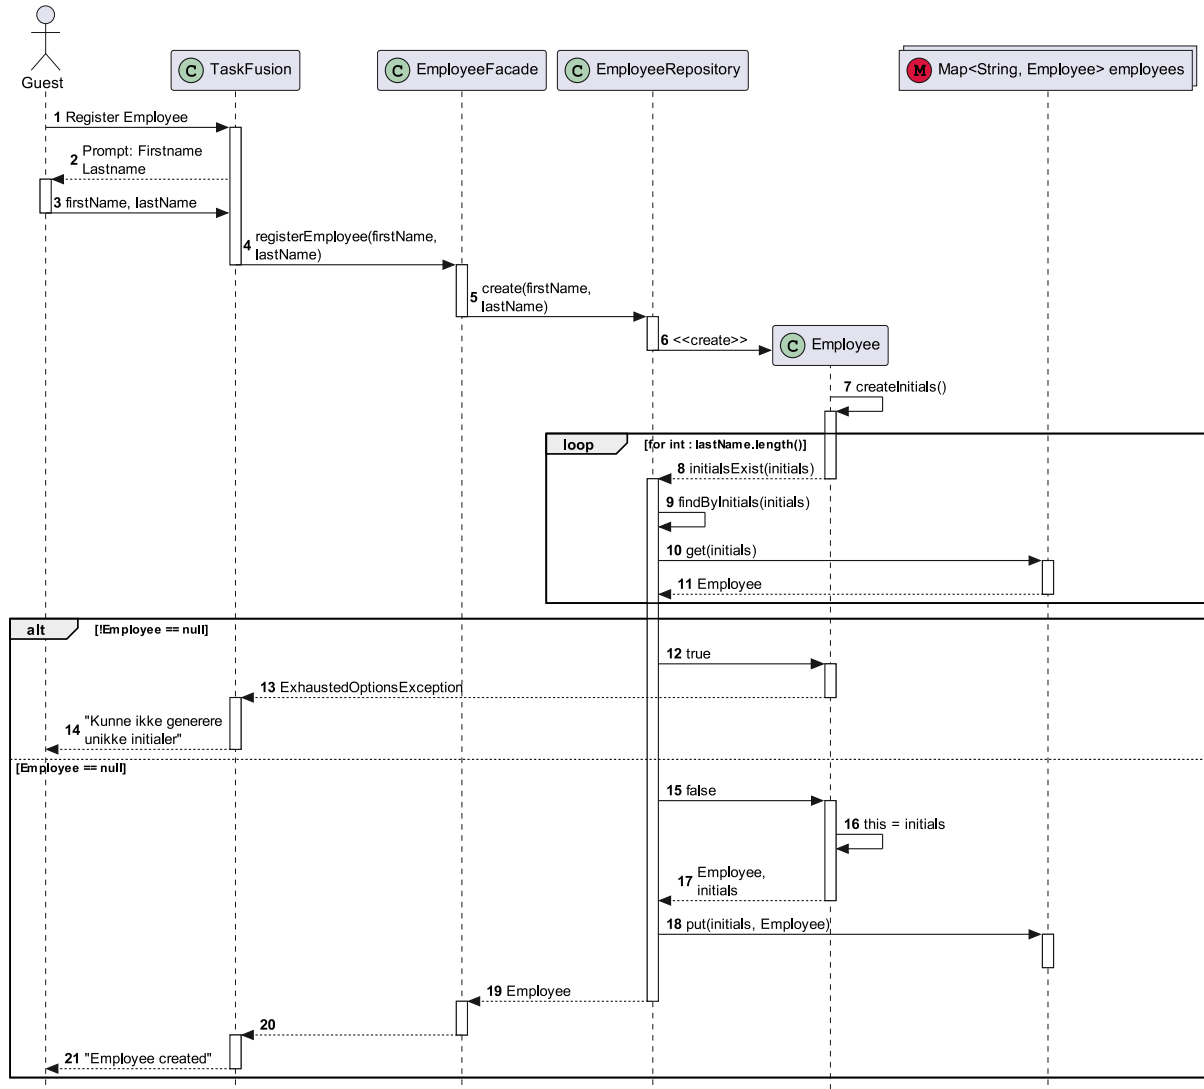 Guest
C TaskFusion
C EmployeeFacade
C EmployeeRepository
M Map<String, Employee> employees
1 Register Employee
2 Prompt: Firstname
Lastname
3 firstName, lastName
4 registerEmployee(firstName,
lastName)
5 create(firstName,
lastName)
6 <<create>>
C Employee
7 createInitials()
loop [for int : lastName.length()]
8 initialsExist(initials)
9 findByInitials(initials)
10 get(initials)
11 Employee
alt [!Employee == null]
12 true
13 ExhaustedOptionsException
14 "Kunne ikke generere
unikke initialer"
[Employee == null]
15 false
16 this = initials
17 Employee,
initials
18 put(initials, Employee)
19 Employee
20
21 "Employee created"